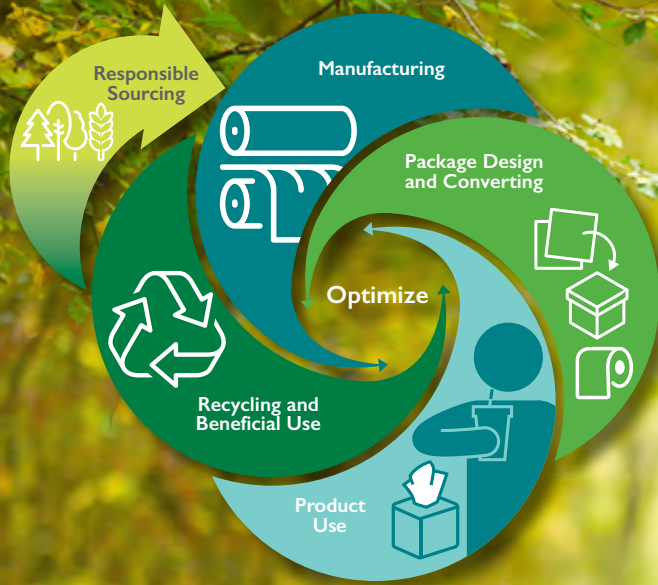 Responsible
Sourcing
Manufacturing
Package Design
and Converting
Optimize
Recycling and
Beneficial Use
Product
Use